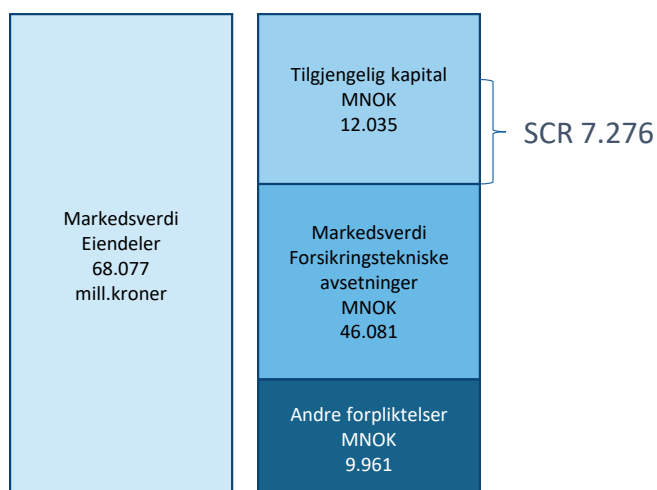 Markedsverdi
Eiendeler
68.077
mill.kroner
Tilgjengelig kapital
MNOK
12.035
SCR 7.276
Markedsverdi
Forsikringstekniske
avsetninger
MNOK
46.081
Andre forpliktelser
MNOK
9.961